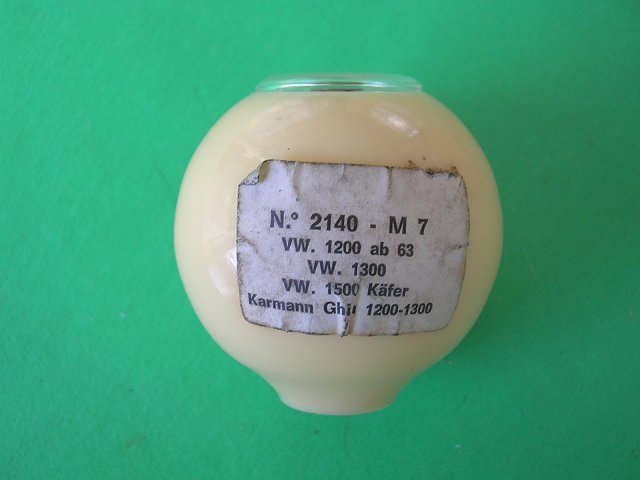 N.° 2140 - M 7
VW. 1200 ab 63
VW. 1300
VW. 1500 Käfer
Karmann Ghia 1200-1300